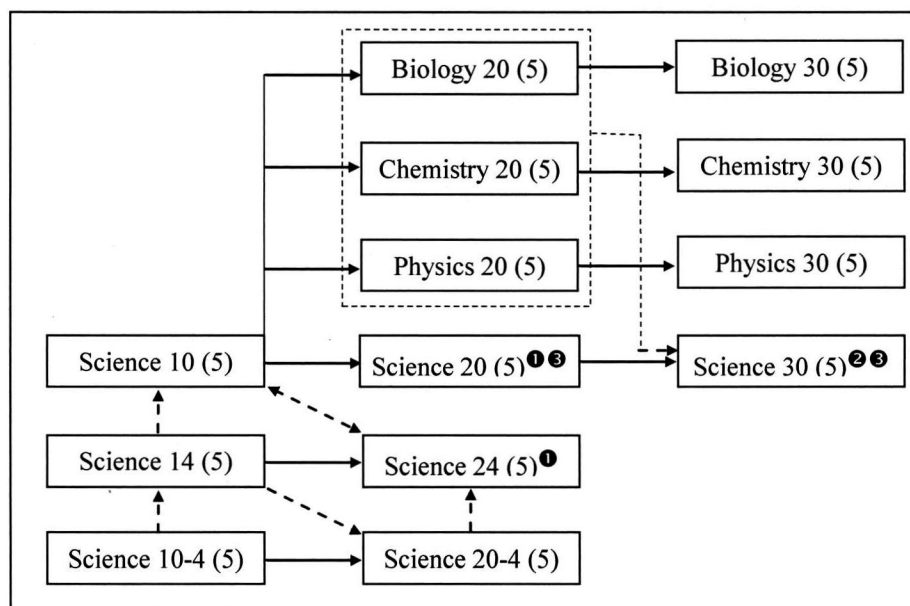 Biology 20 (5)
Biology 30 (5)
Chemistry 20 (5)
Chemistry 30 (5)
Physics 20 (5)
Physics 30 (5)
Science 10 (5)
Science 20 (5)❶❸
Science 30 (5)❷❸
Science 14 (5)
Science 24 (5)❶
Science 10-4 (5)
Science 20-4 (5)